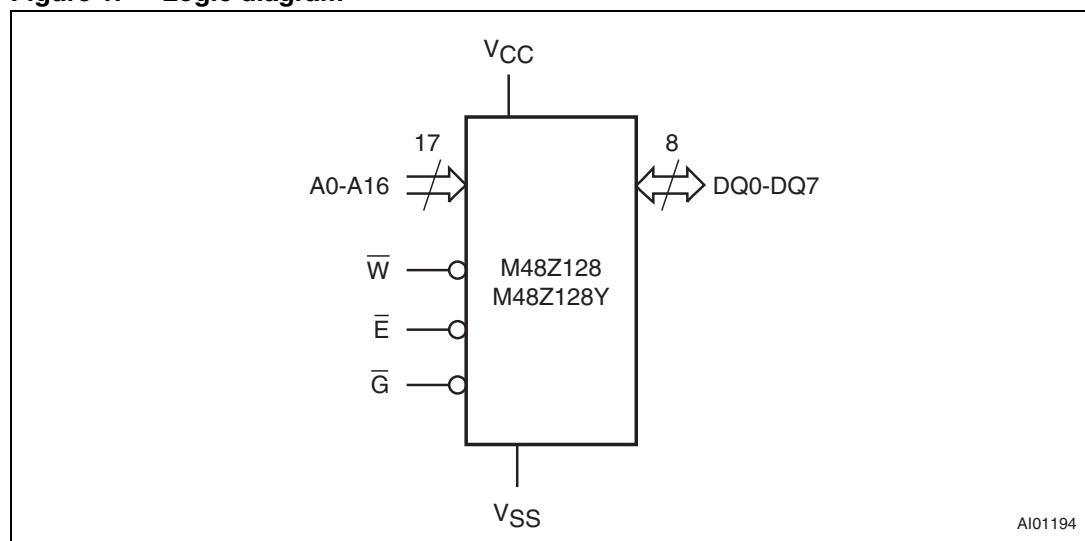 Figure 1. Logic diagram
VCC
17
8
A0-A16
DQ0-DQ7
W̅
M48Z128
M48Z128Y
E̅
G̅
VSS
AI01194